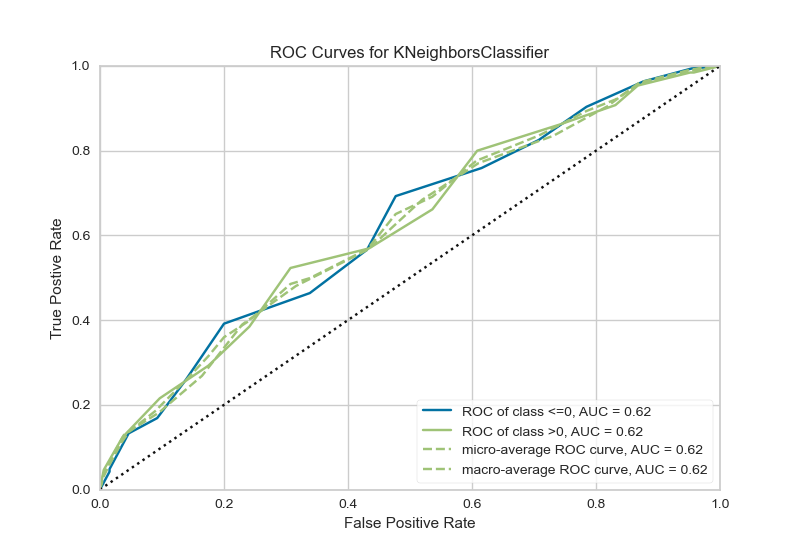 ROC Curves for KNeighborsClassifier
1.0
0.8
0.6
0.4
0.2
0.0
True Postive Rate
0.0 0.2 0.4 0.6 0.8 1.0
False Positive Rate
ROC of class <=0, AUC = 0.62
ROC of class >0, AUC = 0.62
micro-average ROC curve, AUC = 0.62
macro-average ROC curve, AUC = 0.62